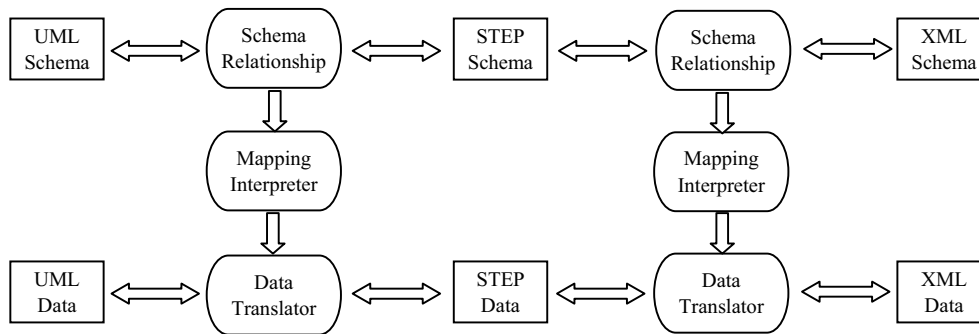 UML
Schema
Schema
Relationship
STEP
Schema
Schema
Relationship
XML
Schema
Mapping
Interpreter
Mapping
Interpreter
UML
Data
Data
Translator
STEP
Data
Data
Translator
XML
Data